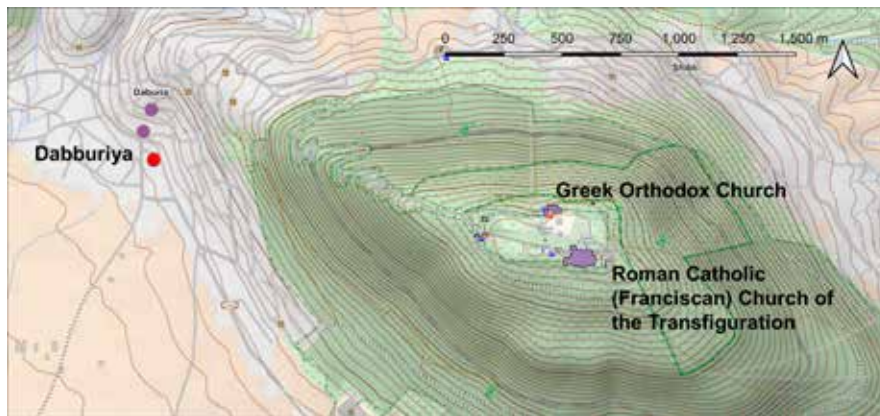 0 250 500 750 1,000 1,250 1,500 m
Daburia
Dabburiya
Greek Orthodox Church
Roman Catholic
(Franciscan) Church of
the Transfiguration